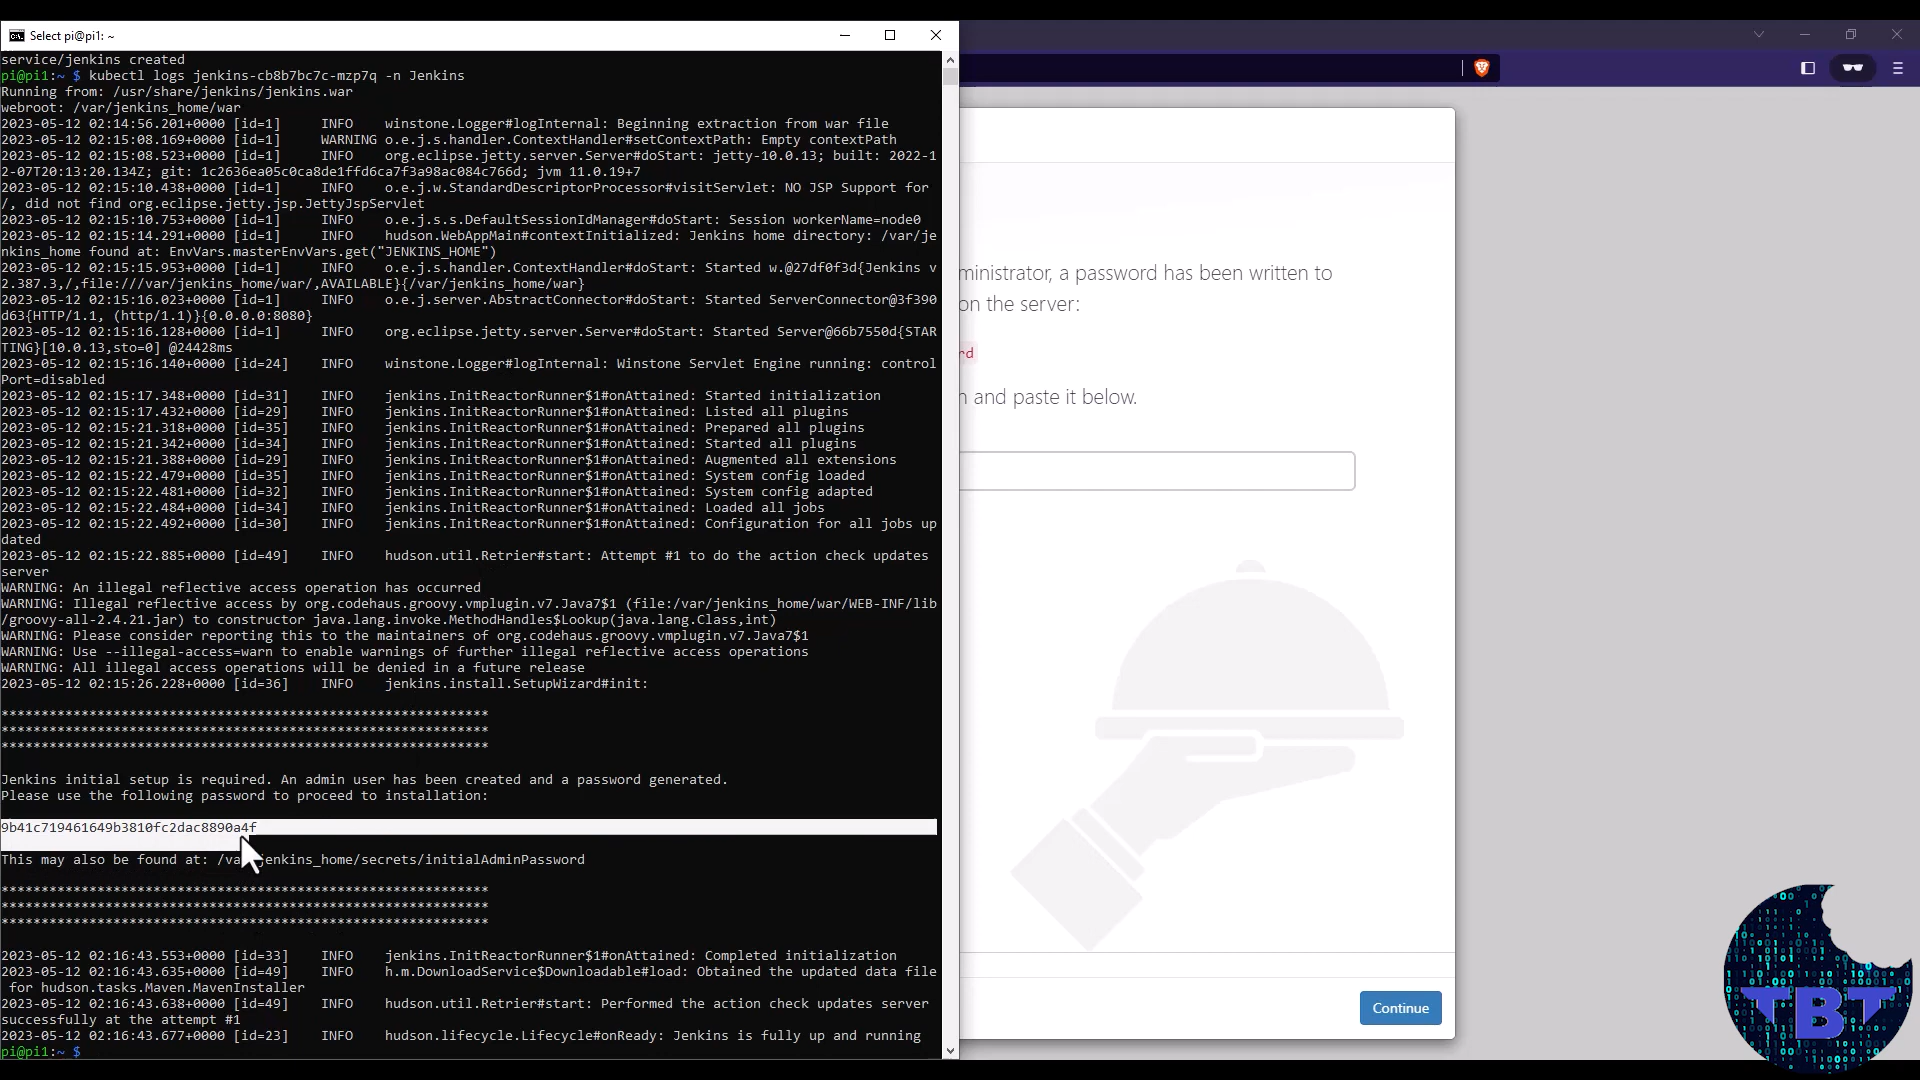 Select pi@pi1: ~
service/jenkins created
pi@pi1:~ $ kubectl logs jenkins-cb8b7bc7c-mzp7q -n Jenkins
Running from: /usr/share/jenkins/jenkins.war
webroot: /var/jenkins_home/war
2023-05-12 02:14:56.201+0000 [id=1]     INFO    winstone.Logger#logInternal: Beginning extraction from war file
2023-05-12 02:15:08.169+0000 [id=1]     WARNING o.e.j.s.handler.ContextHandler#setContextPath: Empty contextPath
2023-05-12 02:15:08.523+0000 [id=1]     INFO    org.eclipse.jetty.server.Server#doStart: jetty-10.0.13; built: 2022-1
2-07T20:13:20.134Z; git: 1c2636ea05c0ca8de1ffd6ca7f3a98ac084c766d; jvm 11.0.19+7
2023-05-12 02:15:10.438+0000 [id=1]     INFO    o.e.j.w.StandardDescriptorProcessor#visitServlet: NO JSP Support for
/, did not find org.eclipse.jetty.jsp.JettyJspServlet
2023-05-12 02:15:10.753+0000 [id=1]     INFO    o.e.j.s.s.DefaultSessionIdManager#doStart: Session workerName=node0
2023-05-12 02:15:14.291+0000 [id=1]     INFO    hudson.WebAppMain#contextInitialized: Jenkins home directory: /var/je
nkins_home found at: EnvVars.masterEnvVars.get("JENKINS_HOME")
2023-05-12 02:15:15.953+0000 [id=1]     INFO    o.e.j.s.handler.ContextHandler#doStart: Started w.@27df0f3d{Jenkins v
2.387.3,/,file:///var/jenkins_home/war/,AVAILABLE}{/var/jenkins_home/war}
2023-05-12 02:15:16.023+0000 [id=1]     INFO    o.e.j.server.AbstractConnector#doStart: Started ServerConnector@3f390
d63{HTTP/1.1, (http/1.1)}{0.0.0.0:8080}
2023-05-12 02:15:16.128+0000 [id=1]     INFO    org.eclipse.jetty.server.Server#doStart: Started Server@66b7550d{STAR
TING}[10.0.13,sto=0] @24428ms
2023-05-12 02:15:16.140+0000 [id=24]    INFO    winstone.Logger#logInternal: Winstone Servlet Engine running: control
Port=disabled
2023-05-12 02:15:17.348+0000 [id=31]    INFO    jenkins.InitReactorRunner$1#onAttained: Started initialization
2023-05-12 02:15:17.432+0000 [id=29]    INFO    jenkins.InitReactorRunner$1#onAttained: Listed all plugins
2023-05-12 02:15:21.318+0000 [id=35]    INFO    jenkins.InitReactorRunner$1#onAttained: Prepared all plugins
2023-05-12 02:15:21.342+0000 [id=34]    INFO    jenkins.InitReactorRunner$1#onAttained: Started all plugins
2023-05-12 02:15:21.388+0000 [id=29]    INFO    jenkins.InitReactorRunner$1#onAttained: Augmented all extensions
2023-05-12 02:15:22.479+0000 [id=35]    INFO    jenkins.InitReactorRunner$1#onAttained: System config loaded
2023-05-12 02:15:22.481+0000 [id=32]    INFO    jenkins.InitReactorRunner$1#onAttained: System config adapted
2023-05-12 02:15:22.484+0000 [id=34]    INFO    jenkins.InitReactorRunner$1#onAttained: Loaded all jobs
2023-05-12 02:15:22.492+0000 [id=30]    INFO    jenkins.InitReactorRunner$1#onAttained: Configuration for all jobs up
dated
2023-05-12 02:15:22.885+0000 [id=49]    INFO    hudson.util.Retrier#start: Attempt #1 to do the action check updates
server
WARNING: An illegal reflective access operation has occurred
WARNING: Illegal reflective access by org.codehaus.groovy.vmplugin.v7.Java7$1 (file:/var/jenkins_home/war/WEB-INF/lib
/groovy-all-2.4.21.jar) to constructor java.lang.invoke.MethodHandles$Lookup(java.lang.Class,int)
WARNING: Please consider reporting this to the maintainers of org.codehaus.groovy.vmplugin.v7.Java7$1
WARNING: Use --illegal-access=warn to enable warnings of further illegal reflective access operations
WARNING: All illegal access operations will be denied in a future release
2023-05-12 02:15:26.228+0000 [id=36]    INFO    jenkins.install.SetupWizard#init:
*************************************************************
*************************************************************
*************************************************************
Jenkins initial setup is required. An admin user has been created and a password generated.
Please use the following password to proceed to installation:
9b41c719461649b3810fc2dac8890a4f
This may also be found at: /va jenkins_home/secrets/initialAdminPassword
*************************************************************
*************************************************************
*************************************************************
2023-05-12 02:16:43.553+0000 [id=33]    INFO    jenkins.InitReactorRunner$1#onAttained: Completed initialization
2023-05-12 02:16:43.635+0000 [id=49]    INFO    h.m.DownloadService$Downloadable#load: Obtained the updated data file
 for hudson.tasks.Maven.MavenInstaller
2023-05-12 02:16:43.638+0000 [id=49]    INFO    hudson.util.Retrier#start: Performed the action check updates server
successfully at the attempt #1
2023-05-12 02:16:43.677+0000 [id=23]    INFO    hudson.lifecycle.Lifecycle#onReady: Jenkins is fully up and running
pi@pi1:~ $
ministrator, a password has been written to
on the server:
rd
n and paste it below.
Continue
TBT